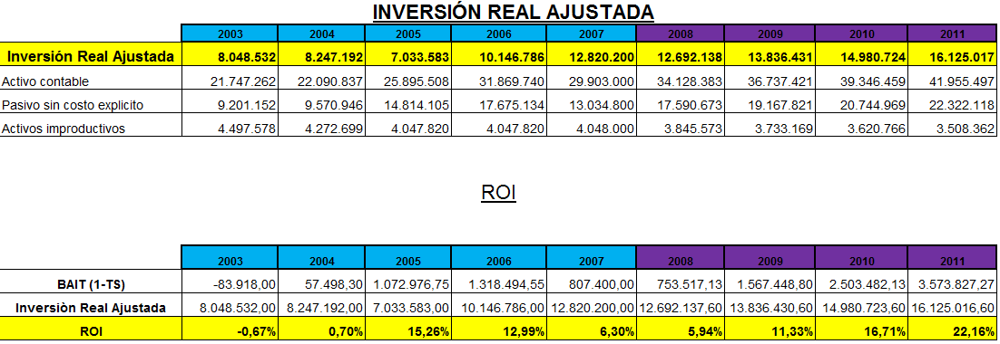 INVERSIÓN REAL AJUSTADA
2003 2004 2005 2006 2007 2008 2009 2010 2011
Inversión Real Ajustada 8.048.532 8.247.192 7.033.583 10.146.786 12.820.200 12.692.138 13.836.431 14.980.724 16.125.017
Activo contable 21.747.262 22.090.837 25.895.508 31.869.740 29.903.000 34.128.383 36.737.421 39.346.459 41.955.497
Pasivo sin costo explicito 9.201.152 9.570.946 14.814.105 17.675.134 13.034.800 17.590.673 19.167.821 20.744.969 22.322.118
Activos improductivos 4.497.578 4.272.699 4.047.820 4.047.820 4.048.000 3.845.573 3.733.169 3.620.766 3.508.362
ROI
2003 2004 2005 2006 2007 2008 2009 2010 2011
BAIT (1-TS) -83.918,00 57.498,30 1.072.976,75 1.318.494,55 807.400,00 753.517,13 1.567.448,80 2.503.482,13 3.573.827,27
Inversiòn Real Ajustada 8.048.532,00 8.247.192,00 7.033.583,00 10.146.786,00 12.820.200,00 12.692.137,60 13.836.430,60 14.980.723,60 16.125.016,60
ROI -0,67% 0,70% 15,26% 12,99% 6,30% 5,94% 11,33% 16,71% 22,16%